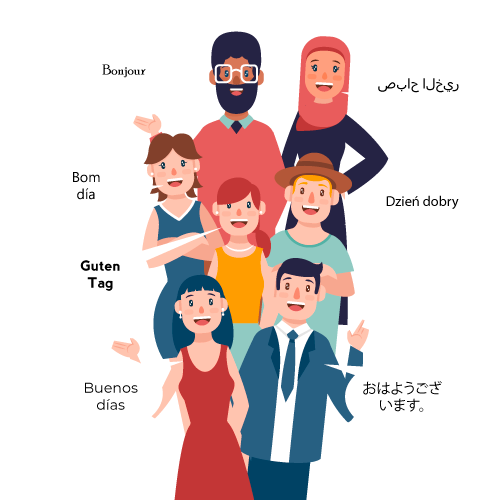 Bonjour
صباح الخير
Bom
día
Dzień dobry
Guten
Tag
Buenos
días
おはようござ
います。